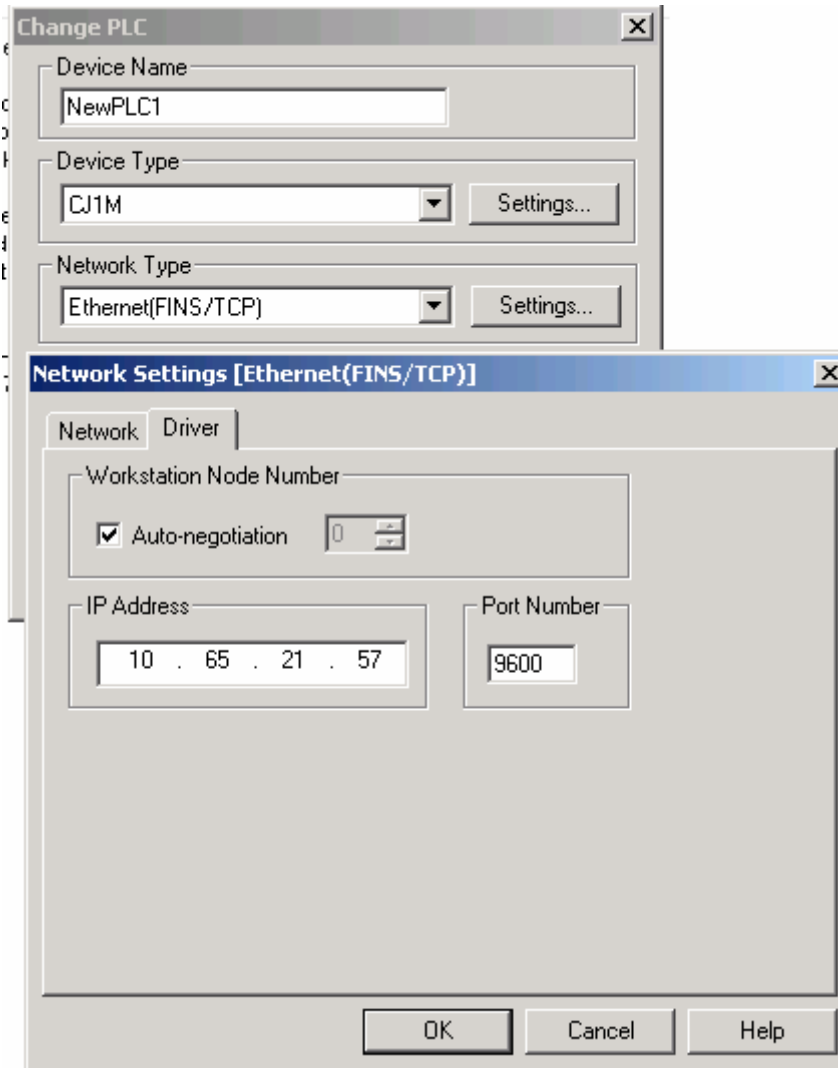 Change PLC
Device Name
NewPLC1
Device Type
CJ1M
Settings...
Network Type
Ethernet(FINS/TCP)
Settings...
Network Settings [Ethernet(FINS/TCP)]
Network Driver
Workstation Node Number
Auto-negotiation 0
IP Address
Port Number
10 . 65 . 21 . 57
9600
OK Cancel Help